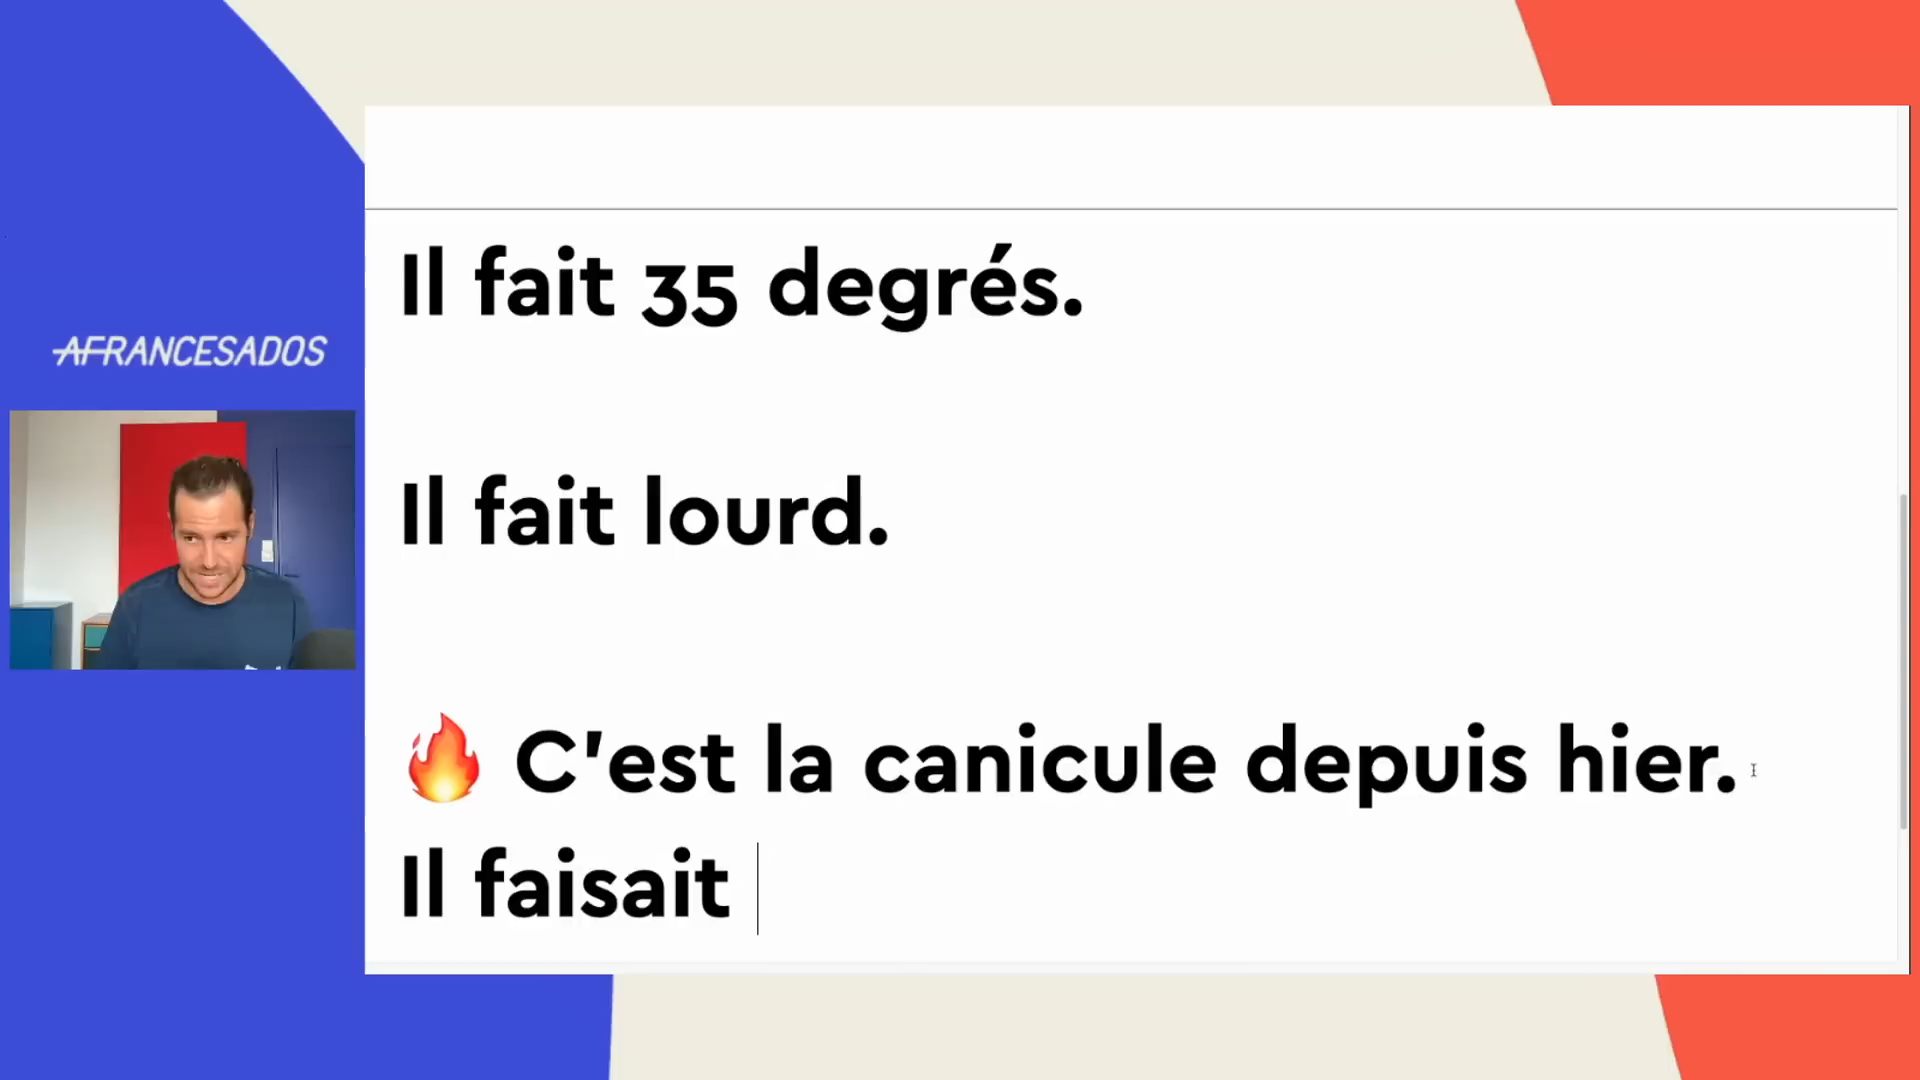 AFRANCESADOS
Il fait 35 degrés.
Il fait lourd.
🔥 C'est la canicule depuis hier.
Il faisait